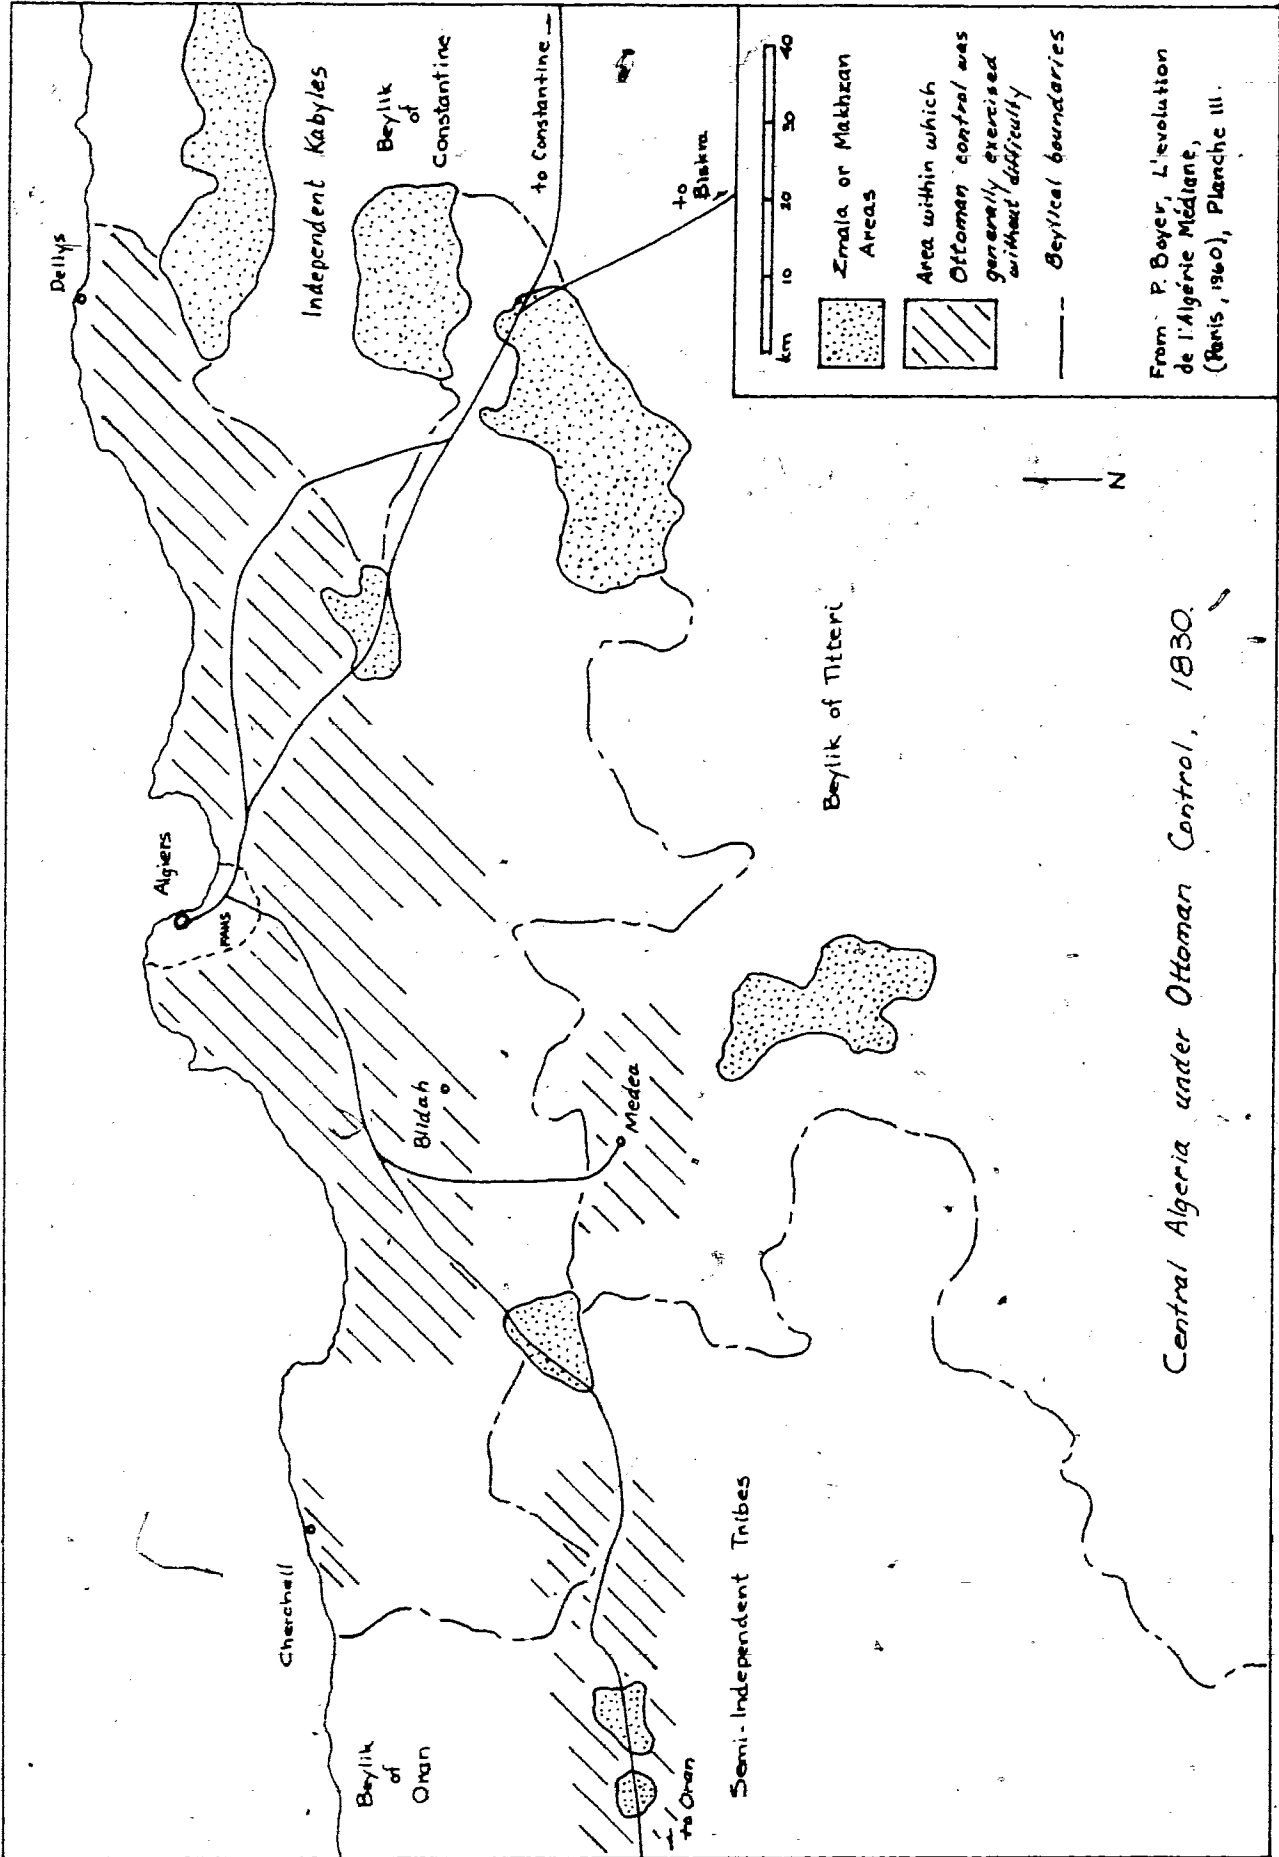 Dellys
Algiers
FAHS
Independent Kabyles
Beylik
of
Constantine
to Constantine
to
Biskra
Cherchell
Blidah
Medea
Beylik
of
Oran
to Oran
Semi-Independent Tribes
Beylik of Titteri
N
km 10 20 30 40
Zmala or Makhzan
Areas
Area within which
Ottoman control was
generally exercised
without difficulty
Beylical boundaries
From P. Boyer, L'evolution
de l'Algérie Médiane,
(Paris, 1960), Planche III.
Central Algeria under Ottoman Control, 1830.